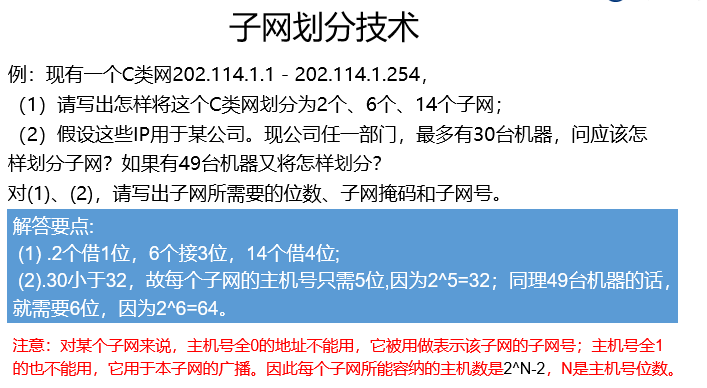 子网划分技术
例：现有一个C类网202.114.1.1 - 202.114.1.254，
（1）请写出怎样将这个C类网划分为2个、6个、14个子网；
（2）假设这些IP用于某公司。现公司任一部门，最多有30台机器，问应该怎
样划分子网？如果有49台机器又将怎样划分？
对(1)、(2)，请写出子网所需要的位数、子网掩码和子网号。
解答要点:
(1) .2个借1位，6个接3位，14个借4位;
(2).30小于32，故每个子网的主机号只需5位,因为2^5=32；同理49台机器的话，
就需要6位，因为2^6=64。
注意：对某个子网来说，主机号全0的地址不能用，它被用做表示该子网的子网号；主机号全1
的也不能用，它用于本子网的广播。因此每个子网所能容纳的主机数是2^N-2，N是主机号位数。